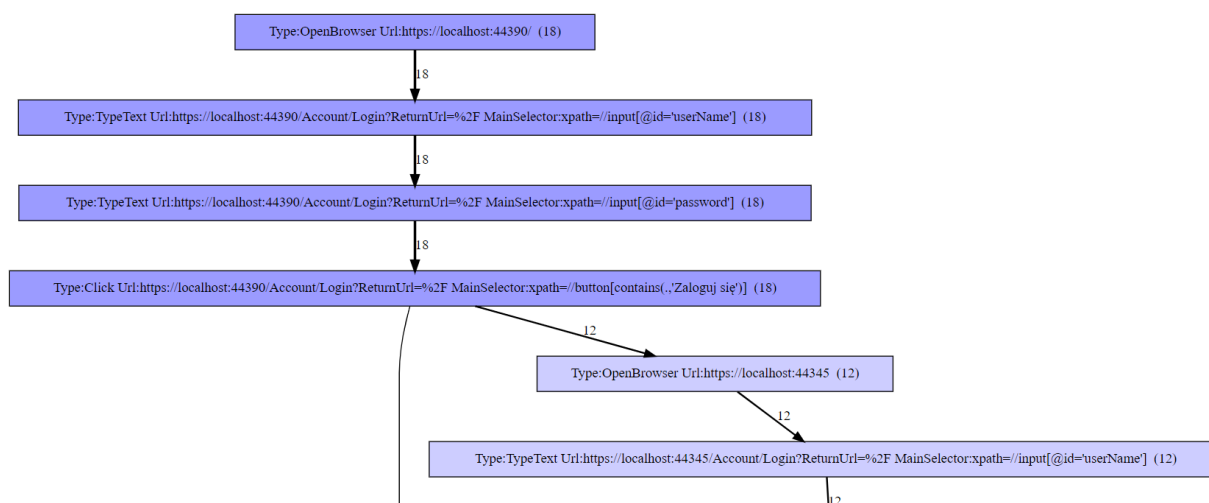 Type:OpenBrowser Url:https://localhost:44390/ (18)
18
Type:TypeText Url:https://localhost:44390/Account/Login?ReturnUrl=%2F MainSelector:xpath=//input[@id='userName'] (18)
18
Type:TypeText Url:https://localhost:44390/Account/Login?ReturnUrl=%2F MainSelector:xpath=//input[@id='password'] (18)
18
Type:Click Url:https://localhost:44390/Account/Login?ReturnUrl=%2F MainSelector:xpath=//button[contains(.,'Zaloguj się')] (18)
12
Type:OpenBrowser Url:https://localhost:44345 (12)
12
Type:TypeText Url:https://localhost:44345/Account/Login?ReturnUrl=%2F MainSelector:xpath=//input[@id='userName'] (12)
12